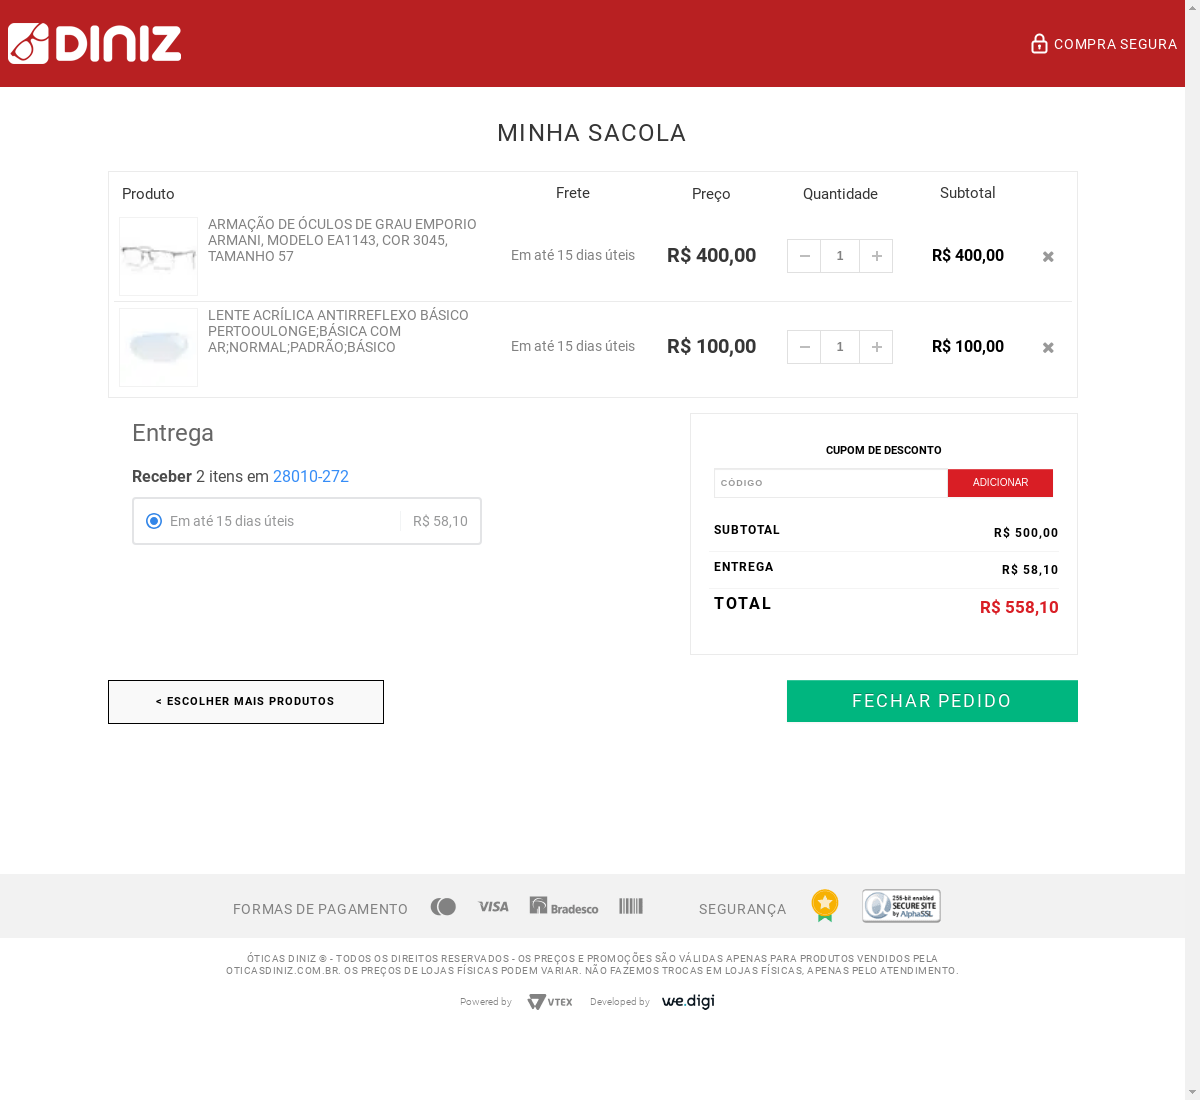 DINIZ
COMPRA SEGURA
MINHA SACOLA
Produto Frete Preço Quantidade Subtotal
ARMAÇÃO DE ÓCULOS DE GRAU EMPORIO
ARMANI, MODELO EA1143, COR 3045,
TAMANHO 57
Em até 15 dias úteis R$ 400,00 1 R$ 400,00
LENTE ACRÍLICA ANTIRREFLEXO BÁSICO
PERTOOULONGE;BÁSICA COM
AR;NORMAL;PADRÃO;BÁSICO
Em até 15 dias úteis R$ 100,00 1 R$ 100,00
Entrega
Receber 2 itens em 28010-272
Em até 15 dias úteis R$ 58,10
CUPOM DE DESCONTO
CÓDIGO ADICIONAR
SUBTOTAL R$ 500,00
ENTREGA R$ 58,10
TOTAL R$ 558,10
< ESCOLHER MAIS PRODUTOS
FECHAR PEDIDO
FORMAS DE PAGAMENTO VISA Bradesco SEGURANÇA
256-bit enabled
SECURE SITE
by AlphaSSL
ÓTICAS DINIZ ® - TODOS OS DIREITOS RESERVADOS - OS PREÇOS E PROMOÇÕES SÃO VÁLIDAS APENAS PARA PRODUTOS VENDIDOS PELA
OTICASDINIZ.COM.BR. OS PREÇOS DE LOJAS FÍSICAS PODEM VARIAR. NÃO FAZEMOS TROCAS EM LOJAS FÍSICAS, APENAS PELO ATENDIMENTO.
Powered by VTEX Developed by we.digi